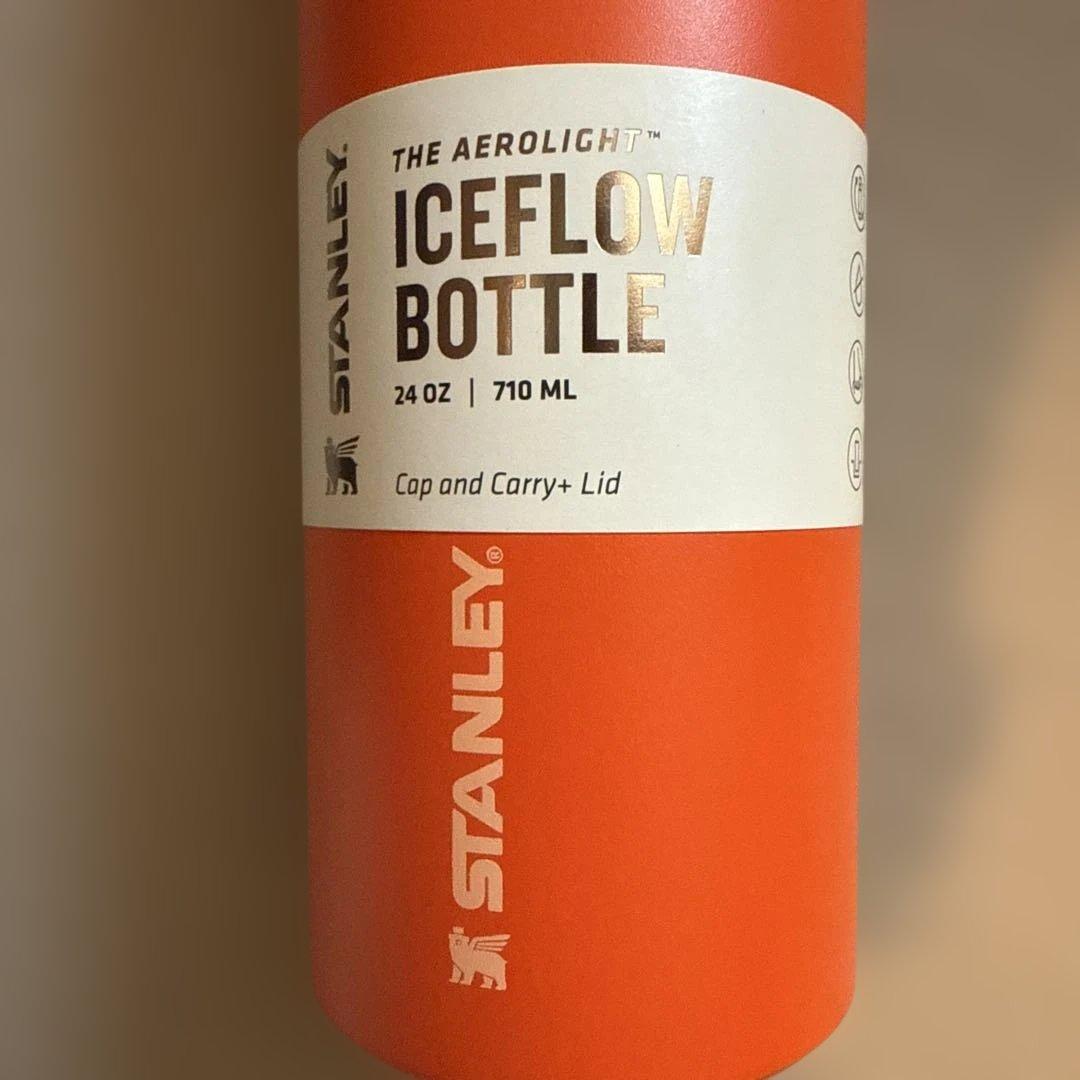 STANLEY.
THE AEROLIGHT™
ICEFLOW
BOTTLE
24 OZ | 710 ML
Cap and Carry+ Lid
STANLEY®